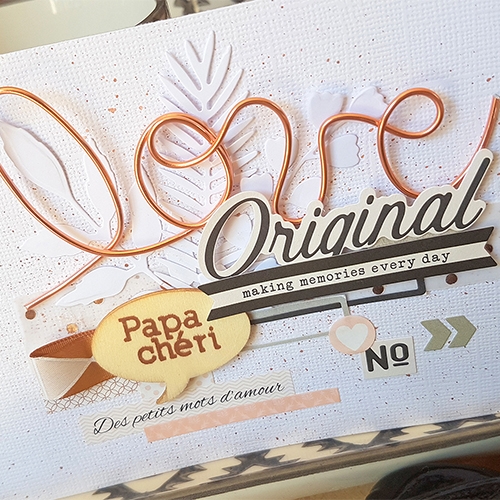 love
Original
making memories every day
Papa
chéri
No
Des petits mots d'amour